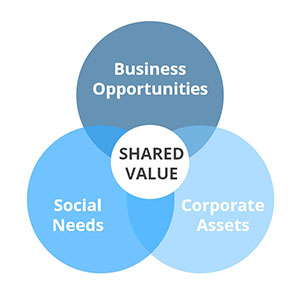 Business
Opportunities
SHARED
VALUE
Social
Needs
Corporate
Assets